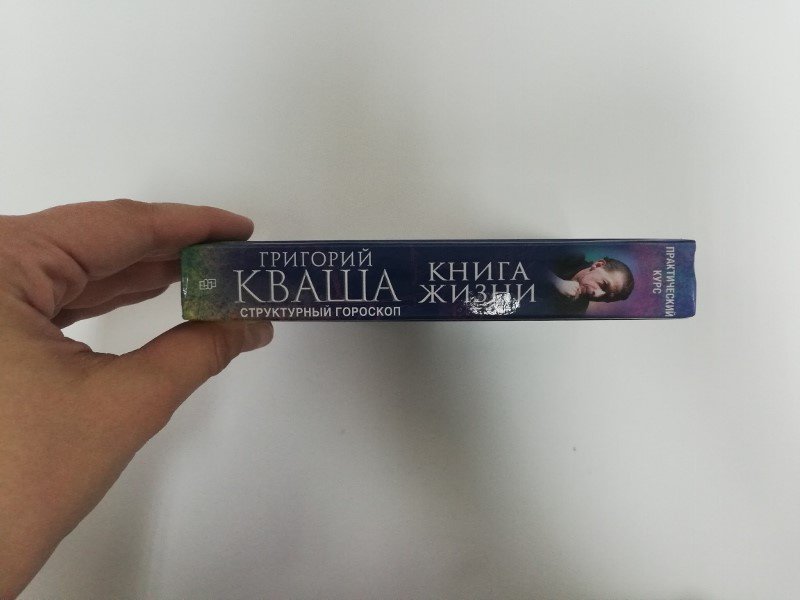 ГРИГОРИЙ
КВАША
СТРУКТУРНЫЙ ГОРОСКОП
КНИГА
ЖИЗНИ
ПРАКТИЧЕСКИЙ
КУРС